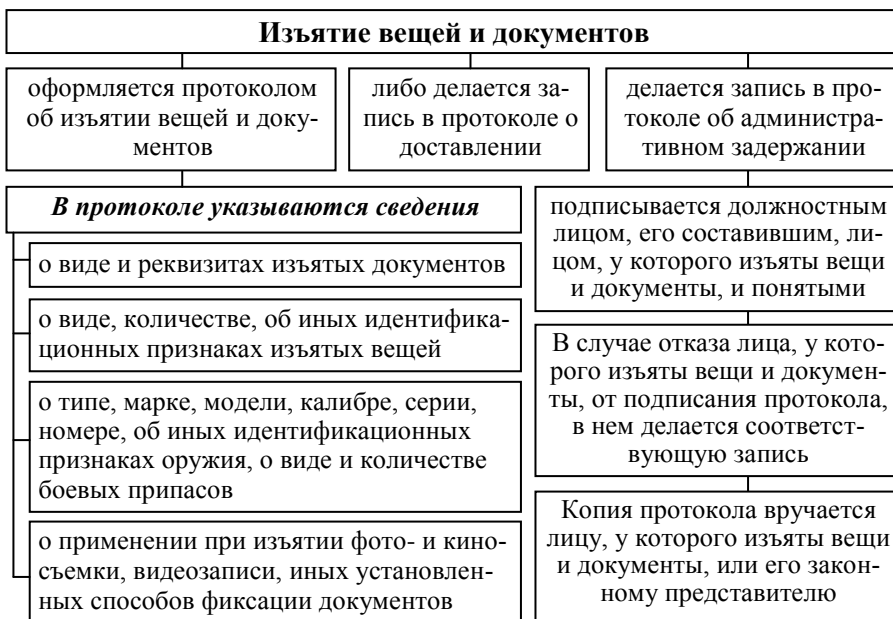 Изъятие вещей и документов
оформляется протоколом
об изъятии вещей и доку-
ментов
либо делается за-
пись в протоколе о
доставлении
делается запись в про-
токоле об администра-
тивном задержании
В протоколе указываются сведения
о виде и реквизитах изъятых документов
о виде, количестве, об иных идентифика-
ционных признаках изъятых вещей
о типе, марке, модели, калибре, серии,
номере, об иных идентификационных
признаках оружия, о виде и количестве
боевых припасов
о применении при изъятии фото- и кино-
съемки, видеозаписи, иных установлен-
ных способов фиксации документов
подписывается должностным
лицом, его составившим, ли-
цом, у которого изъяты вещи
и документы, и понятыми
В случае отказа лица, у кото-
рого изъяты вещи и докумен-
ты, от подписания протокола,
в нем делается соответст-
вующую запись
Копия протокола вручается
лицу, у которого изъяты вещи
и документы, или его закон-
ному представителю